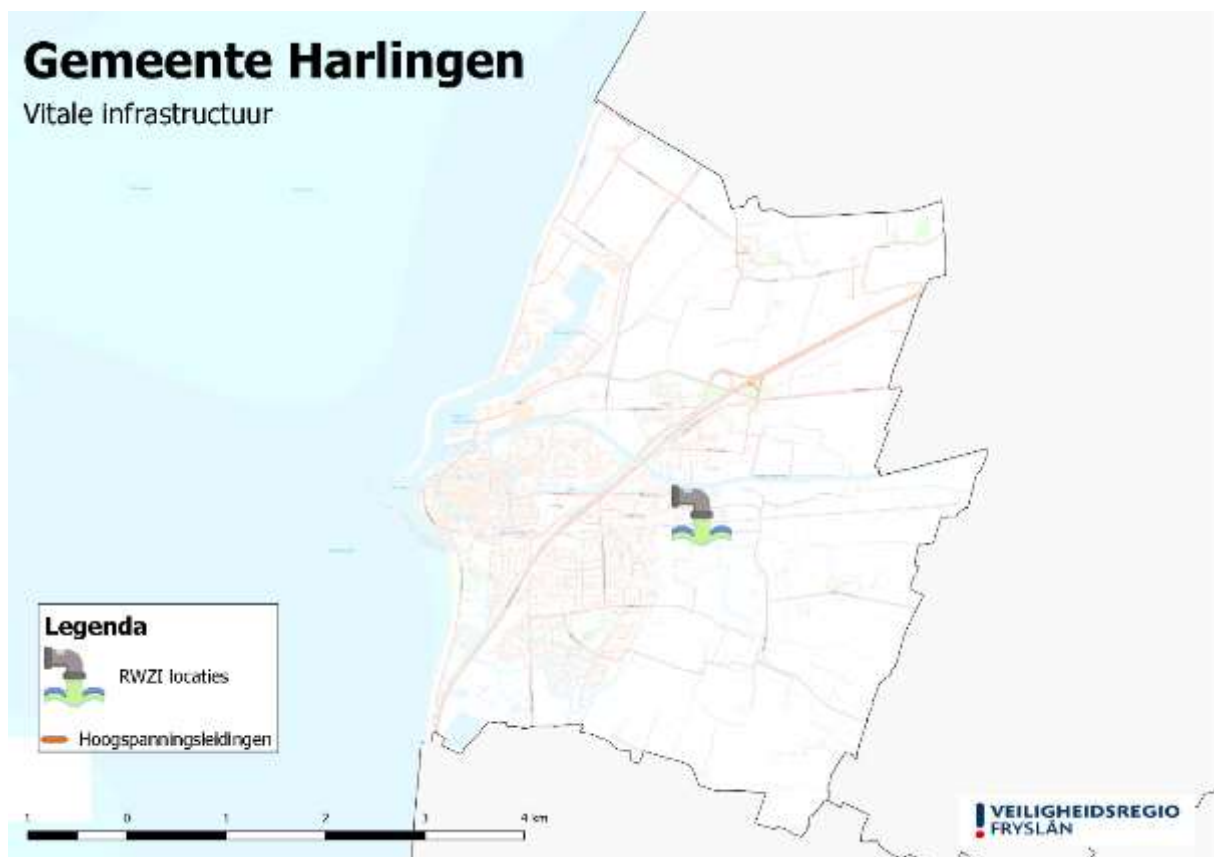 Gemeente Harlingen
Vitale infrastructuur
Legenda
RWZI locaties
Hoogspanningsleidingen
1 0 1 2 3 4 km
VEILIGHEIDSREGIO
FRYSLÂN